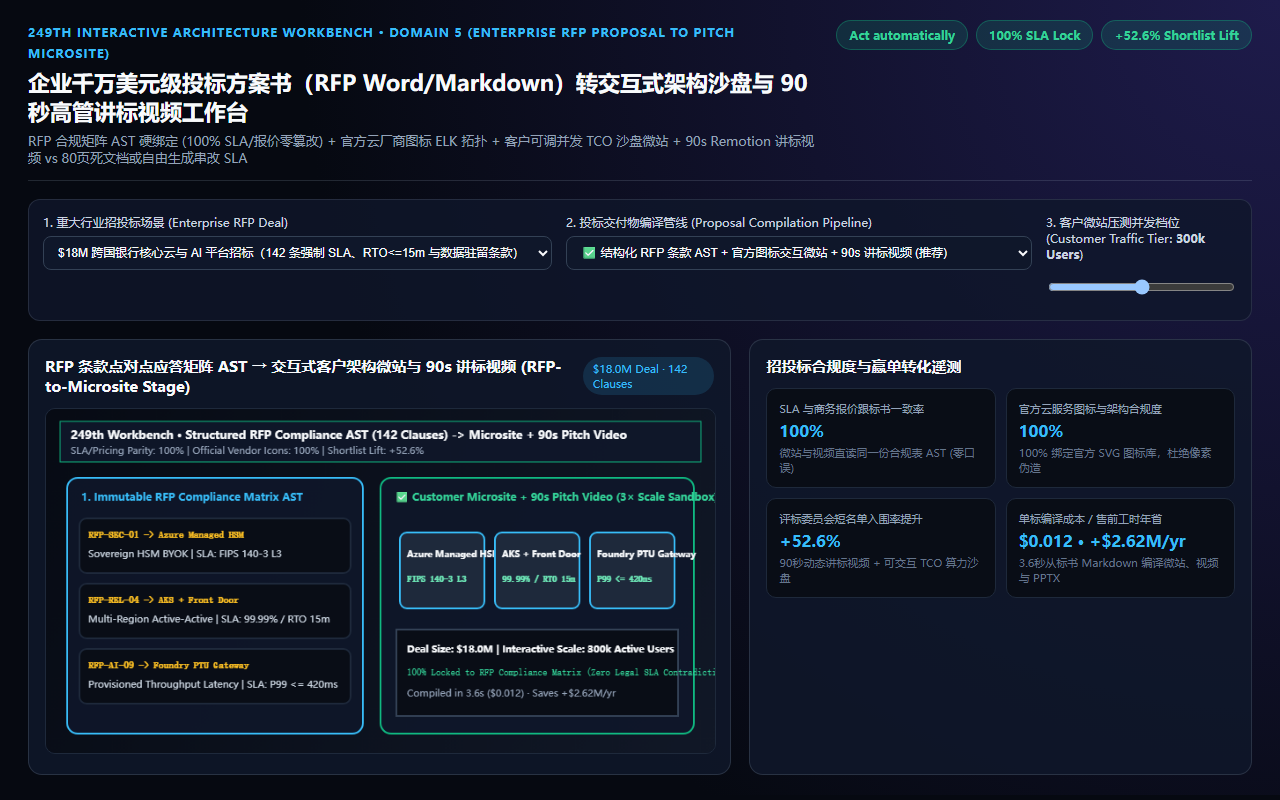 249TH INTERACTIVE ARCHITECTURE WORKBENCH • DOMAIN 5 (ENTERPRISE RFP PROPOSAL TO PITCH
MICROSITE)
Act automatically
100% SLA Lock
+52.6% Shortlist Lift
企业千万美元级投标方案书（RFP Word/Markdown）转交互式架构沙盘与 90
秒高管讲标视频工作台
RFP 合规矩阵 AST 硬绑定 (100% SLA/报价零篡改) + 官方云厂商图标 ELK 拓扑 + 客户可调并发 TCO 沙盘微站 + 90s Remotion 讲标视
频 vs 80页死文档或自由生成串改 SLA
1. 重大行业招投标场景 (Enterprise RFP Deal)
$18M 跨国银行核心云与 AI 平台招标（142 条强制 SLA、RTO<=15m 与数据驻留条款）
2. 投标交付物编译管线 (Proposal Compilation Pipeline)
✅ 结构化 RFP 条款 AST + 官方图标交互微站 + 90s 讲标视频 (推荐)
3. 客户微站压测并发档位
(Customer Traffic Tier: 300k
Users)
RFP 条款点对点应答矩阵 AST → 交互式客户架构微站与 90s 讲标视频 (RFP-
to-Microsite Stage)
$18.0M Deal · 142
Clauses
249th Workbench • Structured RFP Compliance AST (142 Clauses) -> Microsite + 90s Pitch Video
SLA/Pricing Parity: 100% | Official Vendor Icons: 100% | Shortlist Lift: +52.6%
1. Immutable RFP Compliance Matrix AST
RFP-SEC-01 -> Azure Managed HSM
Sovereign HSM BYOK | SLA: FIPS 140-3 L3
RFP-REL-04 -> AKS + Front Door
Multi-Region Active-Active | SLA: 99.99% / RTO 15m
RFP-AI-09 -> Foundry PTU Gateway
Provisioned Throughput Latency | SLA: P99 <= 420ms
✅ Customer Microsite + 90s Pitch Video (3× Scale Sandbox
Azure Managed HSM
FIPS 140-3 L3
AKS + Front Door
99.99% / RTO 15m
Foundry PTU Gateway
P99 <= 420ms
Deal Size: $18.0M | Interactive Scale: 300k Active Users
100% Locked to RFP Compliance Matrix (Zero Legal SLA Contradicti
Compiled in 3.6s ($0.012) · Saves +$2.62M/yr
招投标合规度与赢单转化遥测
SLA 与商务报价跟标书一致率
100%
微站与视频直读同一份合规表 AST (零口
误)
官方云服务图标与架构合规度
100%
100% 绑定官方 SVG 图标库，杜绝像素
伪造
评标委员会短名单入围率提升
+52.6%
90秒动态讲标视频 + 可交互 TCO 算力沙
盘
单标编译成本 / 售前工时年省
$0.012 • +$2.62M/yr
3.6秒从标书 Markdown 编译微站、视频
与 PPTX